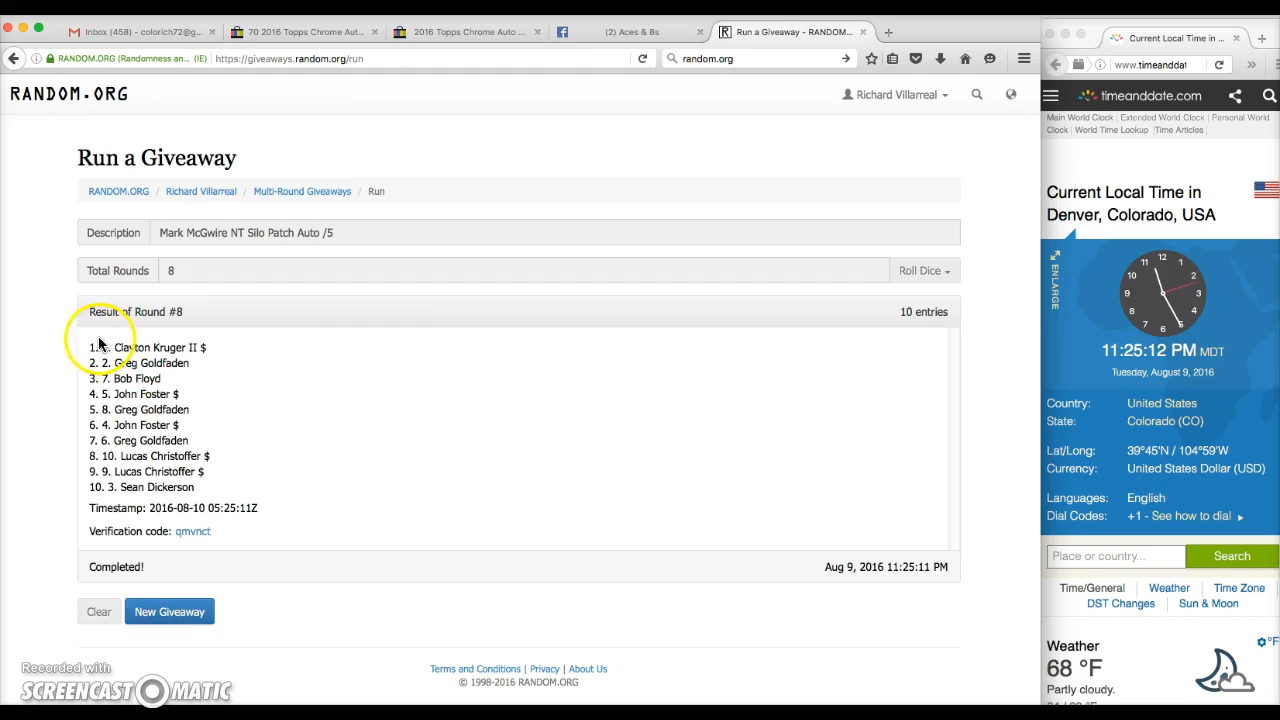 Inbox (458) - colorich72@g...
70 2016 Topps Chrome Aut...
2016 Topps Chrome Auto ...
(2) Aces & 8s
Run a Giveaway - RANDOM...
RANDOM.ORG (Randomness an... (IE)
https://giveaways.random.org/run
random.org
RANDOM.ORG
Richard Villarreal
Run a Giveaway
RANDOM.ORG / Richard Villarreal / Multi-Round Giveaways / Run
Description Mark McGwire NT Silo Patch Auto /5
Total Rounds 8 Roll Dice
Result of Round #8 10 entries
1. Clayton Kruger II $
2. 2. Greg Goldfaden
3. 7. Bob Floyd
4. 5. John Foster $
5. 8. Greg Goldfaden
6. 4. John Foster $
7. 6. Greg Goldfaden
8. 10. Lucas Christoffer $
9. 9. Lucas Christoffer $
10. 3. Sean Dickerson
Timestamp: 2016-08-10 05:25:11Z
Verification code: qmvnct
Completed! Aug 9, 2016 11:25:11 PM
Clear New Giveaway
Terms and Conditions | Privacy | About Us
© 1998-2016 RANDOM.ORG
Recorded with
SCREENCAST-O-MATIC
Current Local Time in ...
www.timeanddat
timeanddate.com
Main World Clock Extended World Clock Personal World
Clock World Time Lookup Time Articles
Current Local Time in
Denver, Colorado, USA
ENLARGE
12 1 2 3 4 5 6 7 8 9 10 11
11:25:12 PM MDT
Tuesday, August 9, 2016
Country: United States
State: Colorado (CO)
Lat/Long: 39°45'N / 104°59'W
Currency: United States Dollar (USD)
Languages: English
Dial Codes: +1 - See how to dial
Place or country... Search
Time/General Weather Time Zone
DST Changes Sun & Moon
Weather °F
68 °F
Partly cloudy.